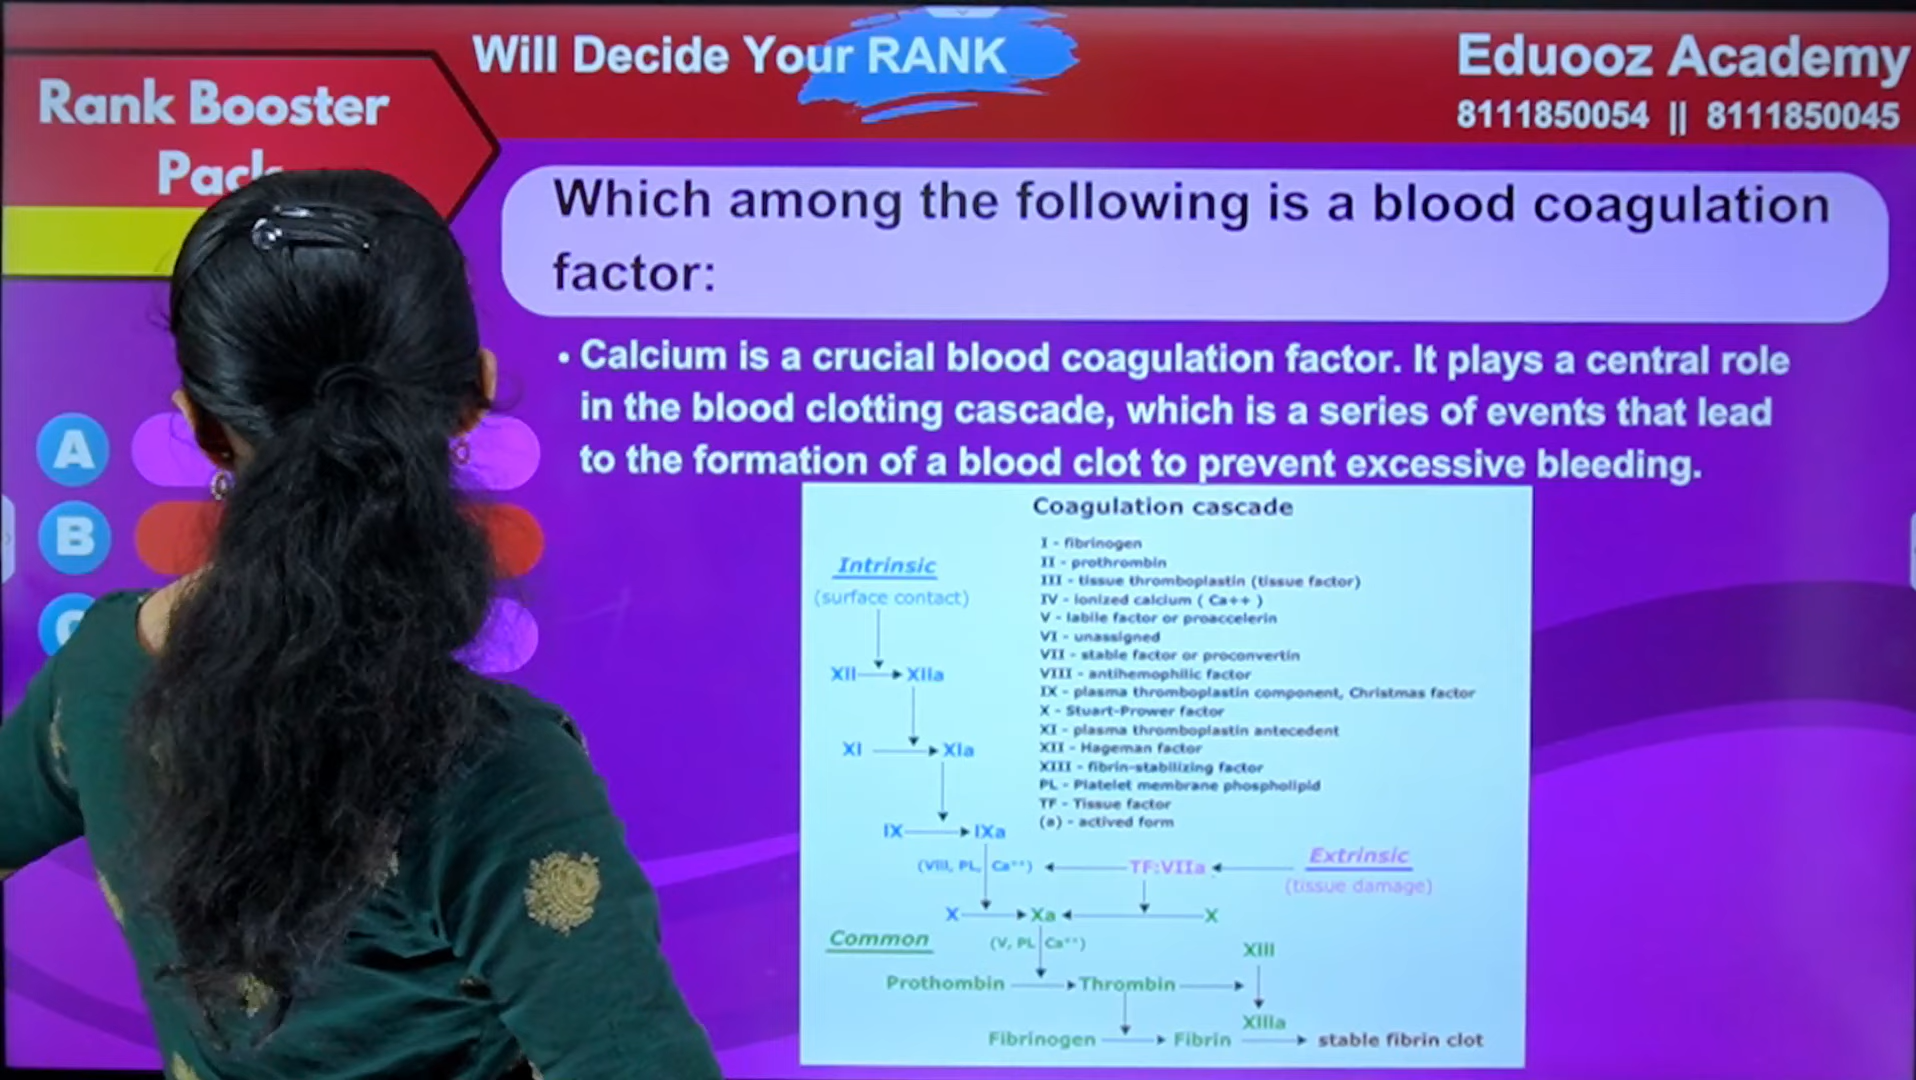 Will Decide Your RANK
Eduooz Academy
8111850054 || 8111850045
Rank Booster
Pack
Which among the following is a blood coagulation
factor:
• Calcium is a crucial blood coagulation factor. It plays a central role
in the blood clotting cascade, which is a series of events that lead
to the formation of a blood clot to prevent excessive bleeding.
A
B
C
Coagulation cascade
I - fibrinogen
II - prothrombin
III - tissue thromboplastin (tissue factor)
IV - ionized calcium ( Ca++ )
V - labile factor or proaccelerin
VI - unassigned
VII - stable factor or proconvertin
VIII - antihemophilic factor
IX - plasma thromboplastin component, Christmas factor
X - Stuart-Prower factor
XI - plasma thromboplastin antecedent
XII - Hageman factor
XIII - fibrin-stabilizing factor
PL - Platelet membrane phospholipid
TF - Tissue factor
(a) - actived form
Intrinsic
(surface contact)
XII XIIa
XI XIa
IX IXa
(VIII, PL, Ca++) TF:VIIa
Extrinsic
(tissue damage)
X Xa X
Common
(V, PL Ca++)
XIII
Prothombin Thrombin
XIIIa
Fibrinogen Fibrin stable fibrin clot